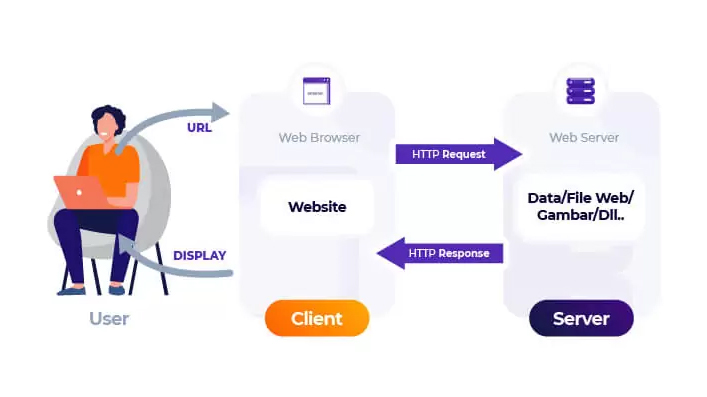 URL
DISPLAY
User
Web Browser
Website
Client
HTTP Request
HTTP Response
Web Server
Data/File Web/
Gambar/Dll..
Server